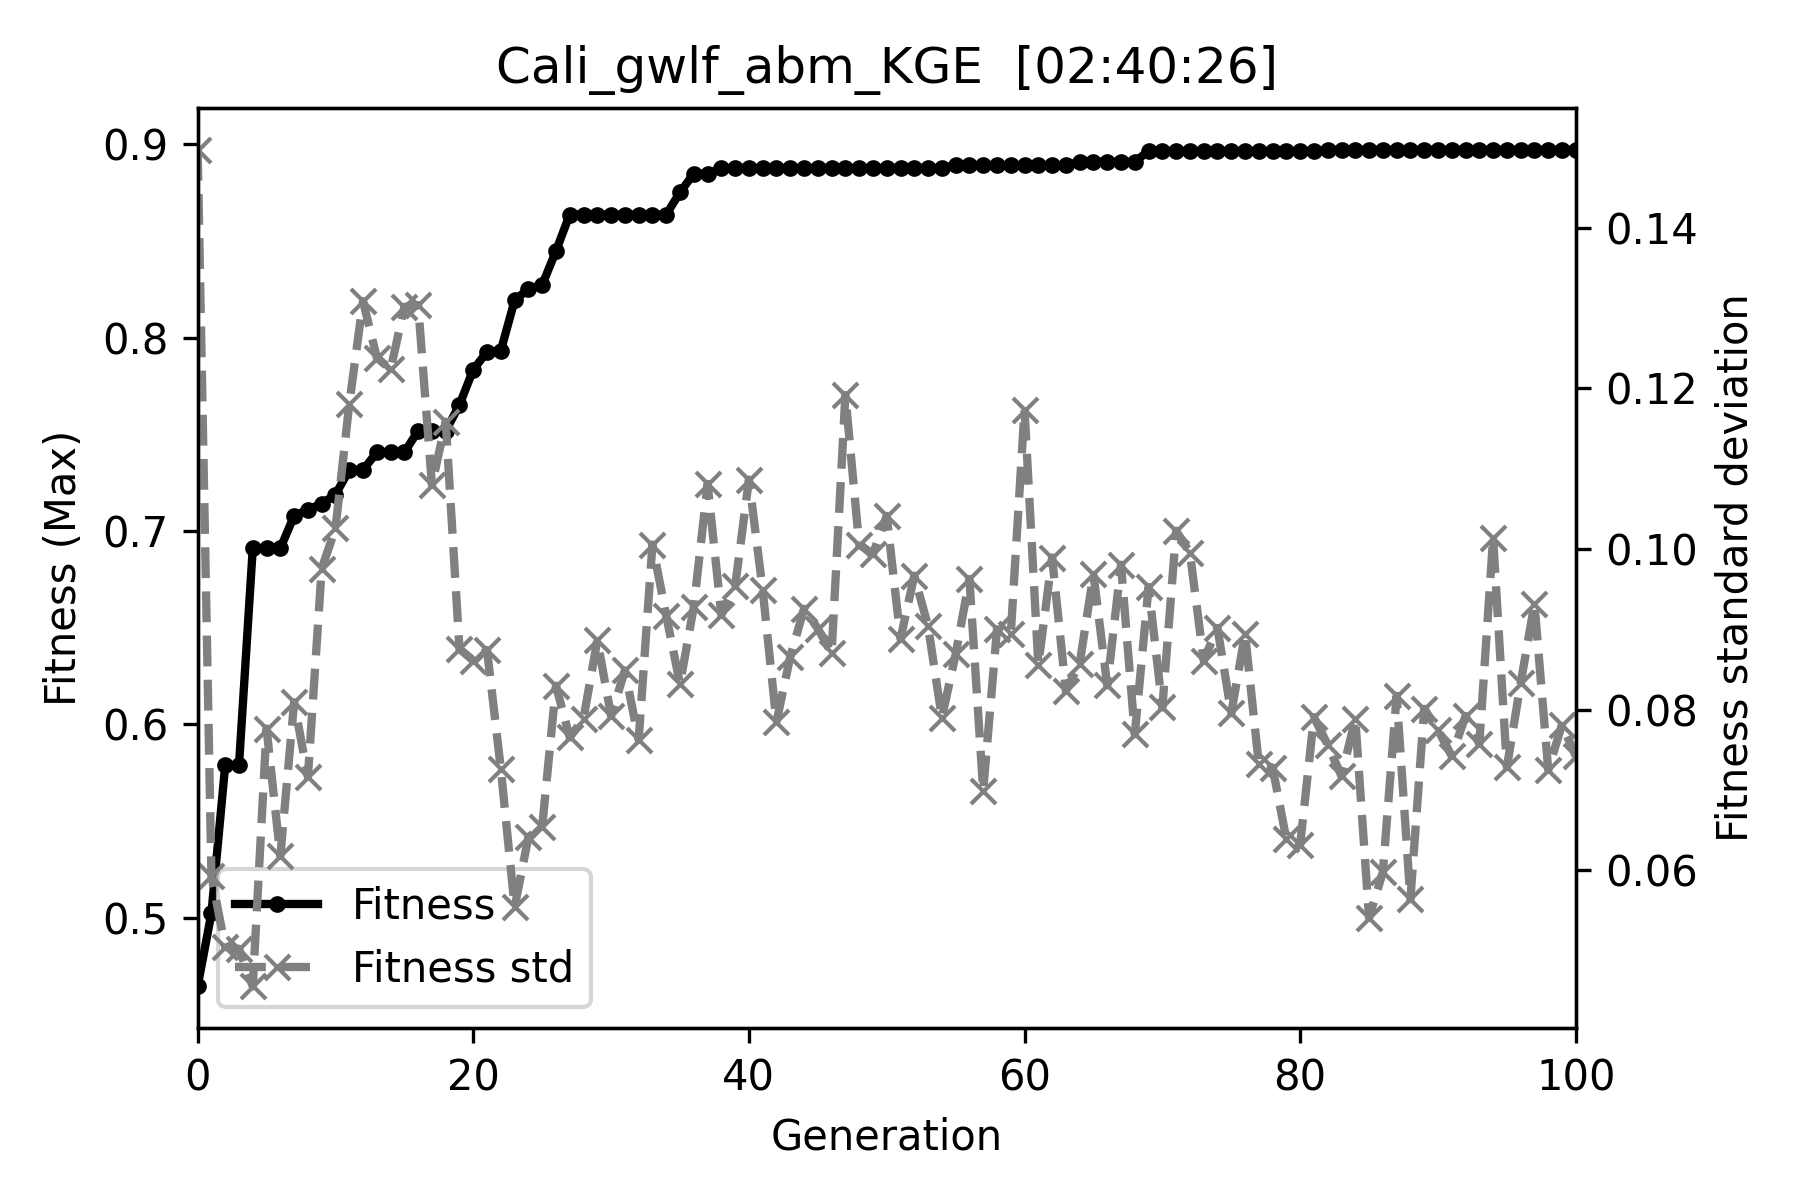 Cali_gwlf_abm_KGE [02:40:26]
Fitness (Max)
0.9
0.8
0.7
0.6
0.5
0.14
0.12
0.10
0.08
0.06
Fitness standard deviation
Fitness
Fitness std
0 20 40 60 80 100
Generation